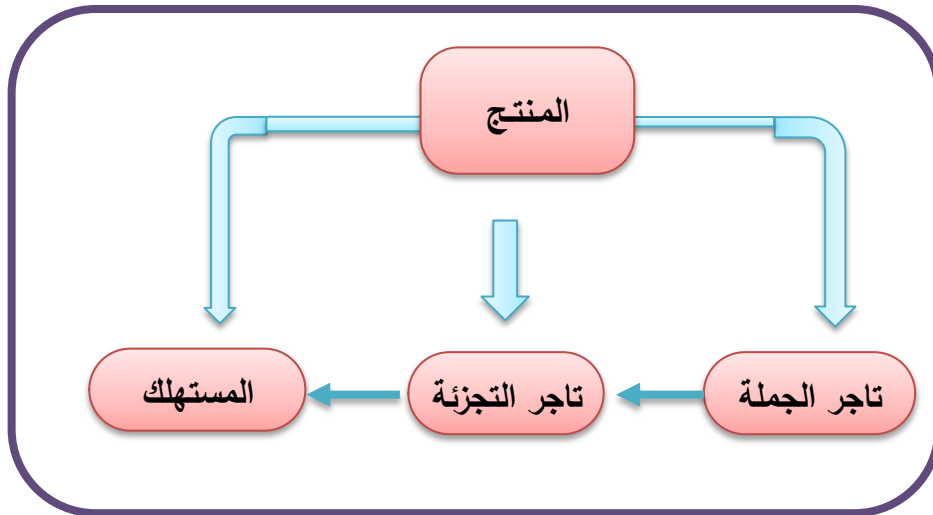 المنتج
تاجر الجملة
تاجر التجزئة
المستهلك